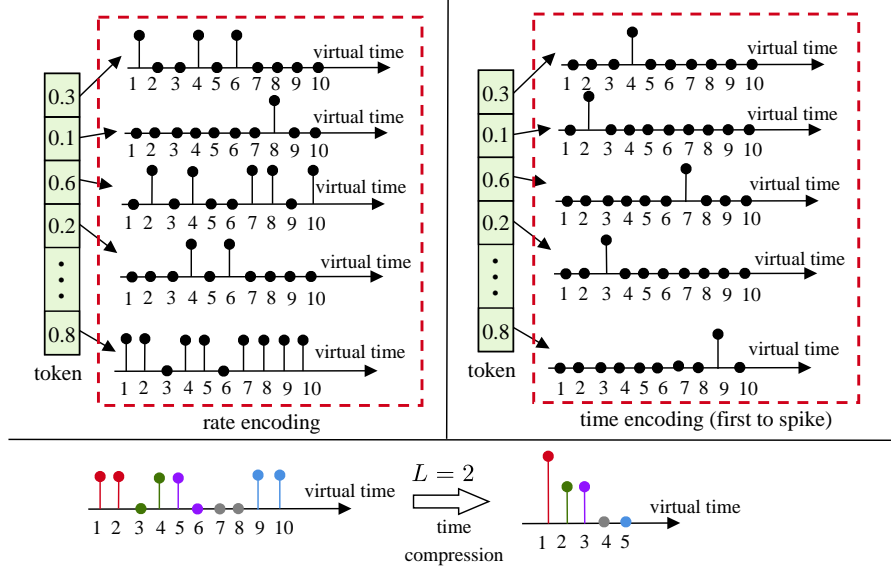 virtual time
1 2 3 4 5 6 7 8 9 10
0.3
virtual time
1 2 3 4 5 6 7 8 9 10
0.1
virtual time
1 2 3 4 5 6 7 8 9 10
0.6
virtual time
1 2 3 4 5 6 7 8 9 10
0.2
virtual time
1 2 3 4 5 6 7 8 9 10
0.8
token
rate encoding
virtual time
1 2 3 4 5 6 7 8 9 10
0.3
virtual time
1 2 3 4 5 6 7 8 9 10
0.1
virtual time
1 2 3 4 5 6 7 8 9 10
0.6
virtual time
1 2 3 4 5 6 7 8 9 10
0.2
virtual time
1 2 3 4 5 6 7 8 9 10
0.8
token
time encoding (first to spike)
virtual time
1 2 3 4 5 6 7 8 9 10
L = 2
time
compression
virtual time
1 2 3 4 5